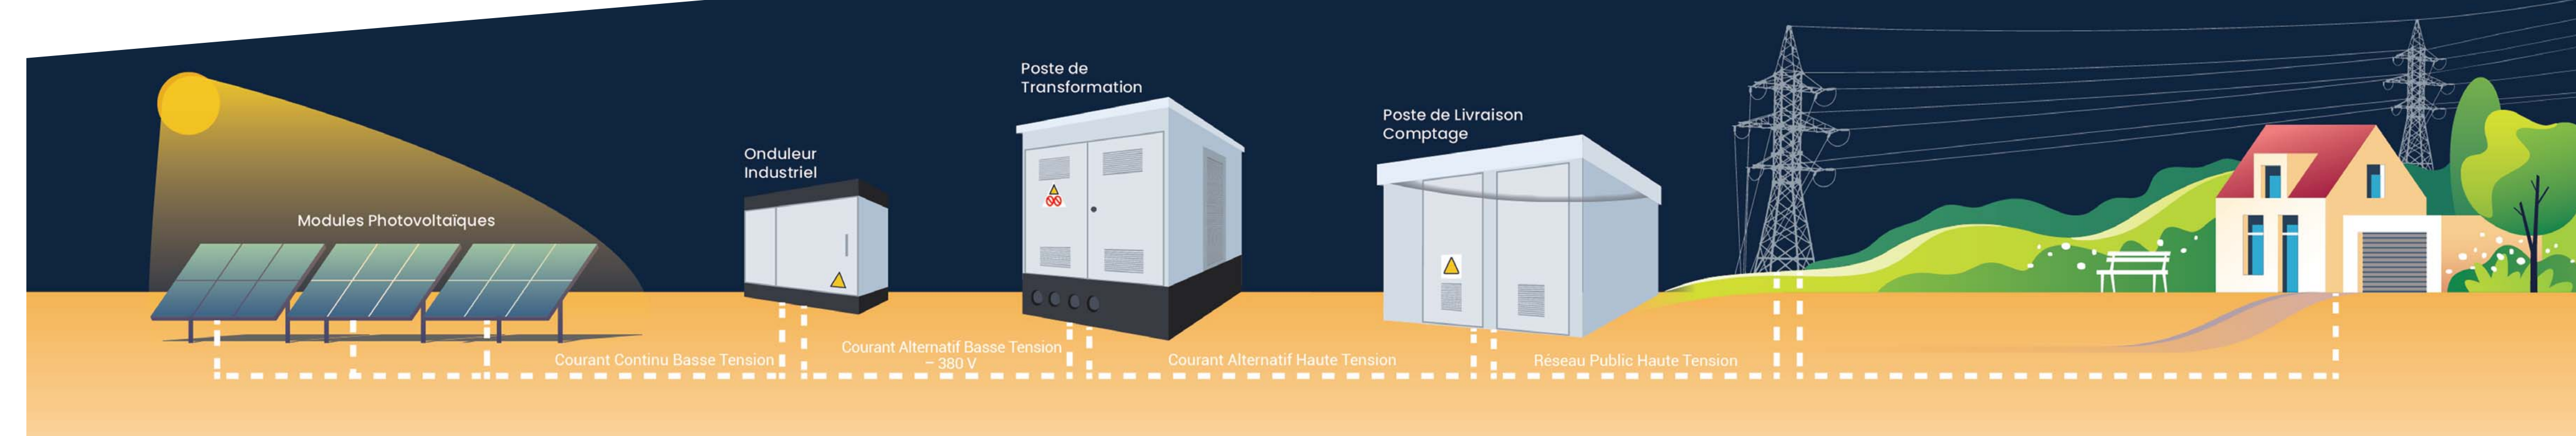 Modules Photovoltaïques
Onduleur
Industriel
Poste de
Transformation
Poste de Livraison
Comptage
Courant Continu Basse Tension
Courant Alternatif Basse Tension
– 380 V
Courant Alternatif Haute Tension
Réseau Public Haute Tension